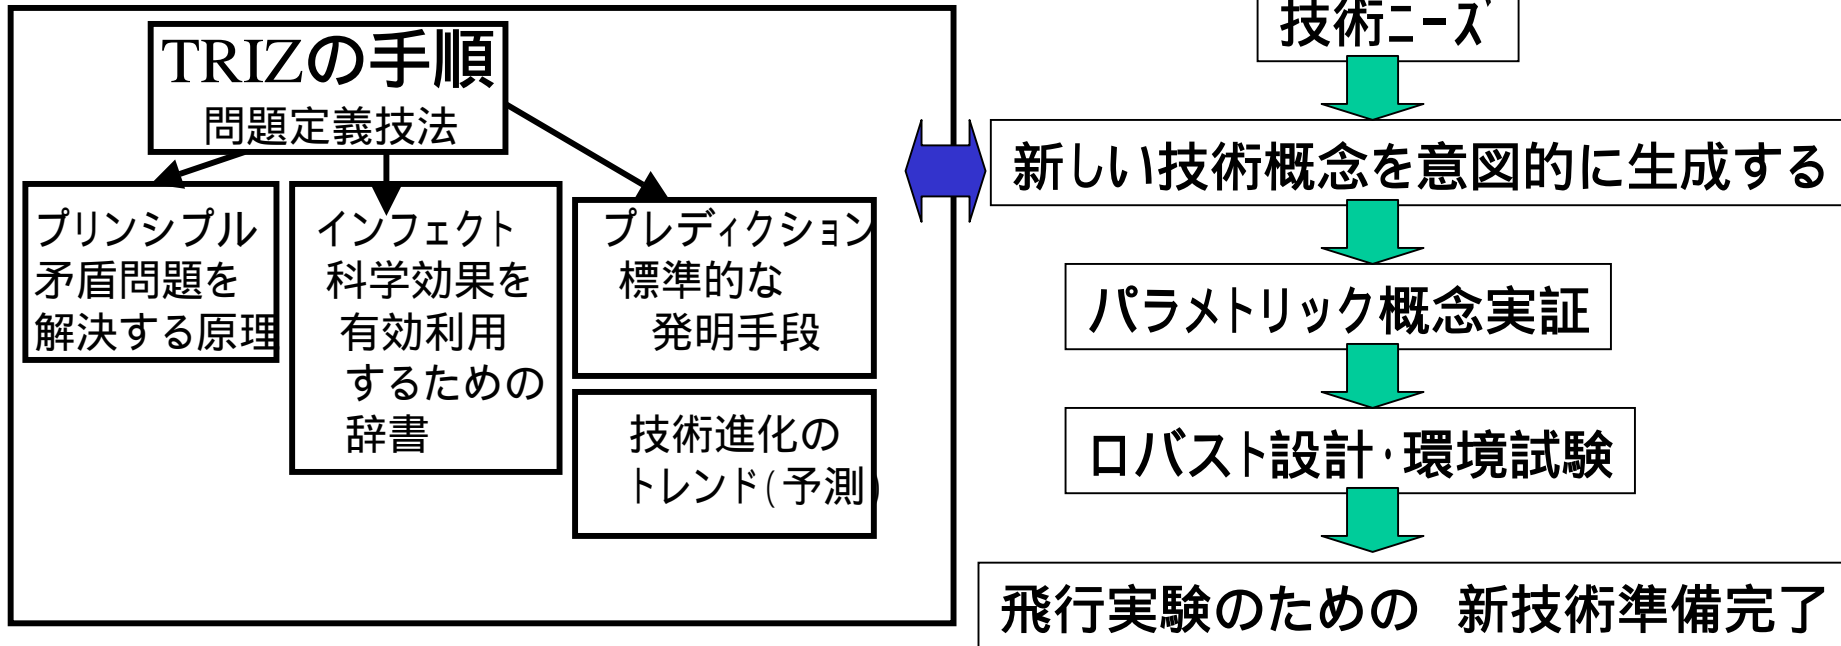 TRIZの手順
問題定義技法
プリンシプル
矛盾問題を
解決する原理
インフェクト
科学効果を
有効利用
するための
辞書
プレディクション
標準的な
発明手段
技術進化の
トレンド(予測)
技術ニーズ
新しい技術概念を意図的に生成する
パラメトリック概念実証
ロバスト設計・環境試験
飛行実験のための 新技術準備完了